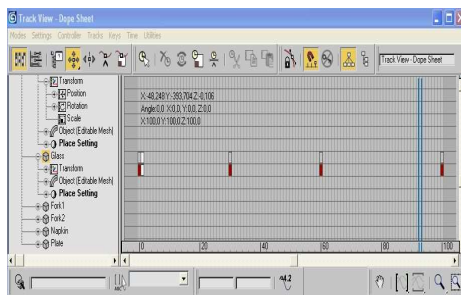 Track View - Dope Sheet
Modes Settings Controller Tracks Keys Time Utilities
Track View - Dope Sheet
Transform
Position
X:-48,248 Y:-393,704 Z:-0,106
Rotation
Angle:0,0 X:0,0, Y:0,0, Z:0,0
Scale
X:100,0 Y:100,0 Z:100,0
Object (Editable Mesh)
Place Setting
Glass
Transform
Object (Editable Mesh)
Place Setting
Fork1
Fork2
Napkin
Plate
0 20 40 60 80 100